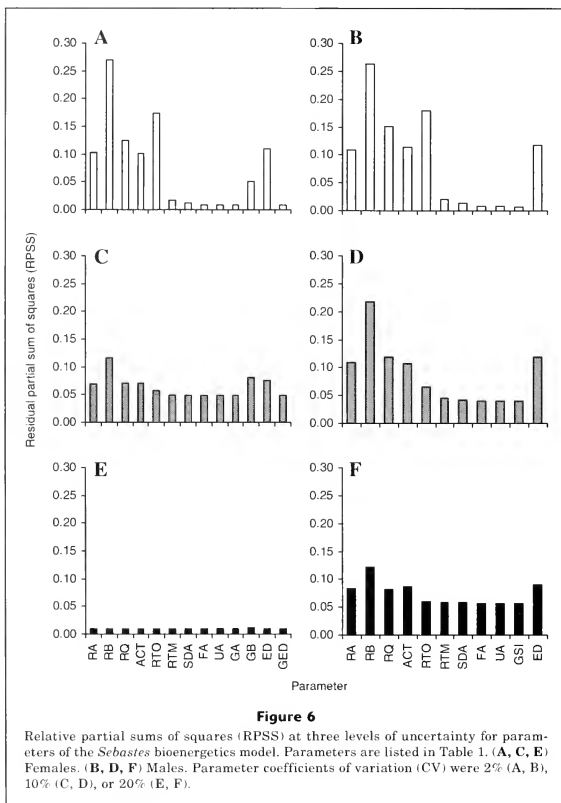 A
B
0.30
0.25
0.20
0.15
0.10
0.05
0.00
0.30
0.25
0.20
0.15
0.10
0.05
0.00
C
D
0.30
0.25
0.20
0.15
0.10
0.05
0.00
0.30
0.25
0.20
0.15
0.10
0.05
0.00
E
F
0.30
0.25
0.20
0.15
0.10
0.05
0.00
0.30
0.25
0.20
0.15
0.10
0.05
0.00
Residual partial sum of squares (RPSS)
RA
RB
RQ
ACT
RTO
RTM
SDA
FA
UA
GA
GB
ED
GED
RA
RB
RQ
ACT
RTO
RTM
SDA
FA
UA
GSI
ED
Parameter
Figure 6
Relative partial sums of squares (RPSS) at three levels of uncertainty for param-
eters of the Sebastes bioenergetics model. Parameters are listed in Table 1. (A, C, E)
Females. (B, D, F) Males. Parameter coefficients of variation (CV) were 2% (A, B),
10% (C, D), or 20% (E, F).